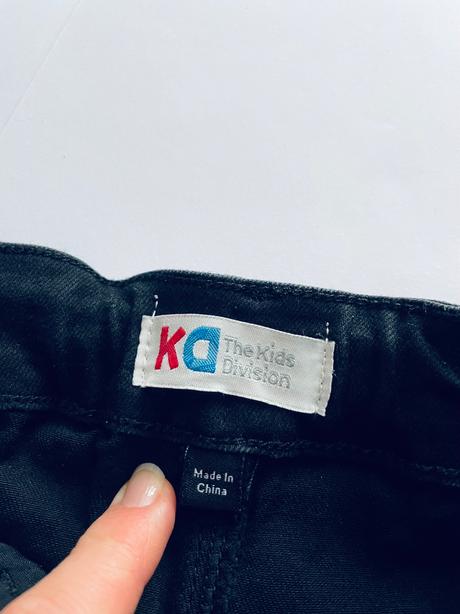 KD The Kids
Division
Made In
China